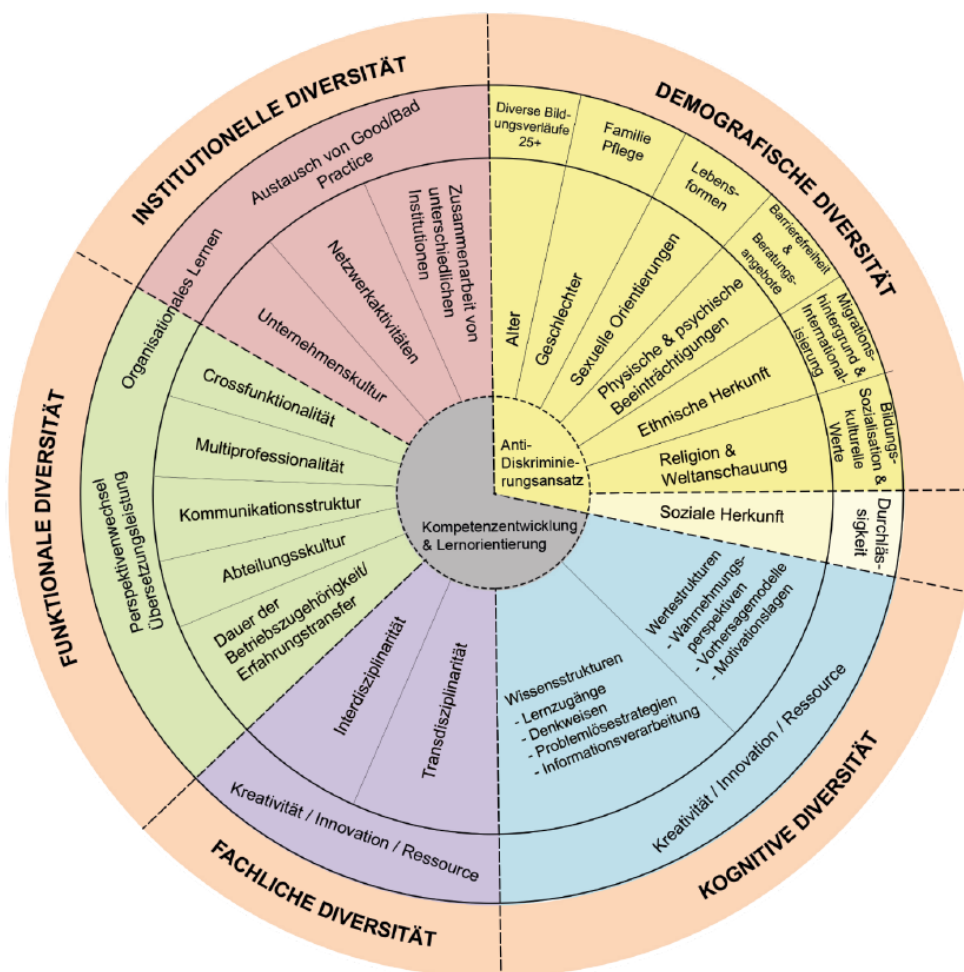 INSTITUTIONELLE DIVERSITÄT
DEMOGRAFISCHE DIVERSITÄT
KOGNITIVE DIVERSITÄT
FACHLICHE DIVERSITÄT
FUNKTIONALE DIVERSITÄT
Austausch von Good/Bad
Practice
Organisationales Lernen
Unternehmenskultur
Netzwerkaktivitäten
Zusammenarbeit von
unterschiedlichen
Institutionen
Diverse Bild-
ungsverläufe
25+
Familie
Pflege
Lebens-
formen
Barrierefreiheit
&
Beratungs-
angebote
Migrations-
hintergrund &
International-
isierung
Bildungs-
Sozialisation &
kulturelle
Werte
Durchläs-
sigkeit
Alter
Geschlechter
Sexuelle Orientierungen
Physische & psychische
Beeinträchtigungen
Ethnische Herkunft
Religion &
Weltanschauung
Soziale Herkunft
Anti-
Diskriminie-
rungsansatz
Kompetenzentwicklung
& Lernorientierung
Wertestrukturen
- Wahrnehmungs-
perspektiven
- Vorhersagemodelle
- Motivationslagen
Wissensstrukturen
- Lernzugänge
- Denkweisen
- Problemlösestrategien
- Informationsverarbeitung
Kreativität / Innovation / Ressource
Interdisziplinarität
Transdisziplinarität
Kreativität / Innovation / Ressource
Crossfunktionalität
Multiprofessionalität
Kommunikationsstruktur
Abteilungsskultur
Dauer der
Betriebszugehörigkeit/
Erfahrungstransfer
Perspektivenwechsel
Übersetzungsleistung